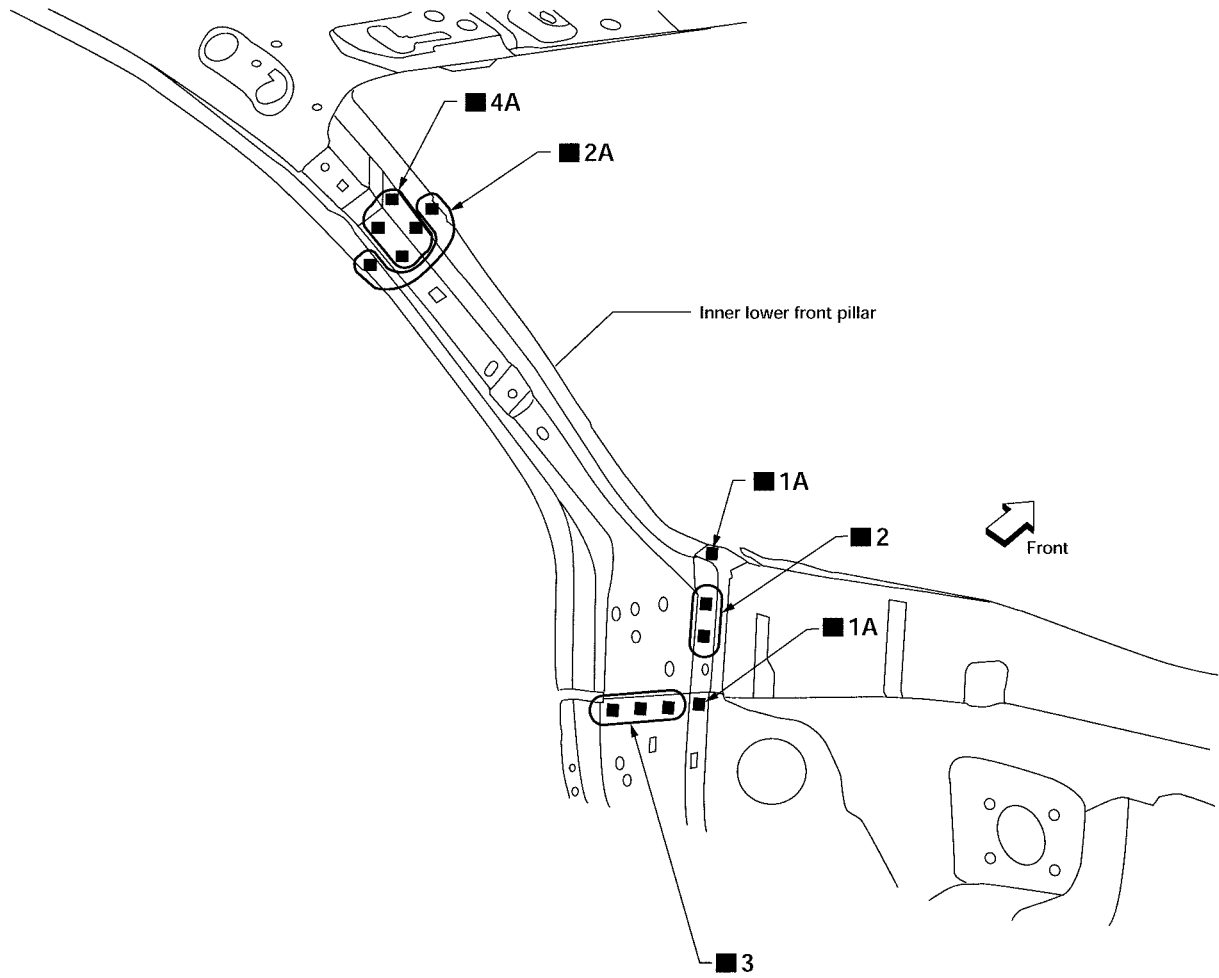 ■4A
■2A
Inner lower front pillar
■1A
■2
Front
■1A
■3